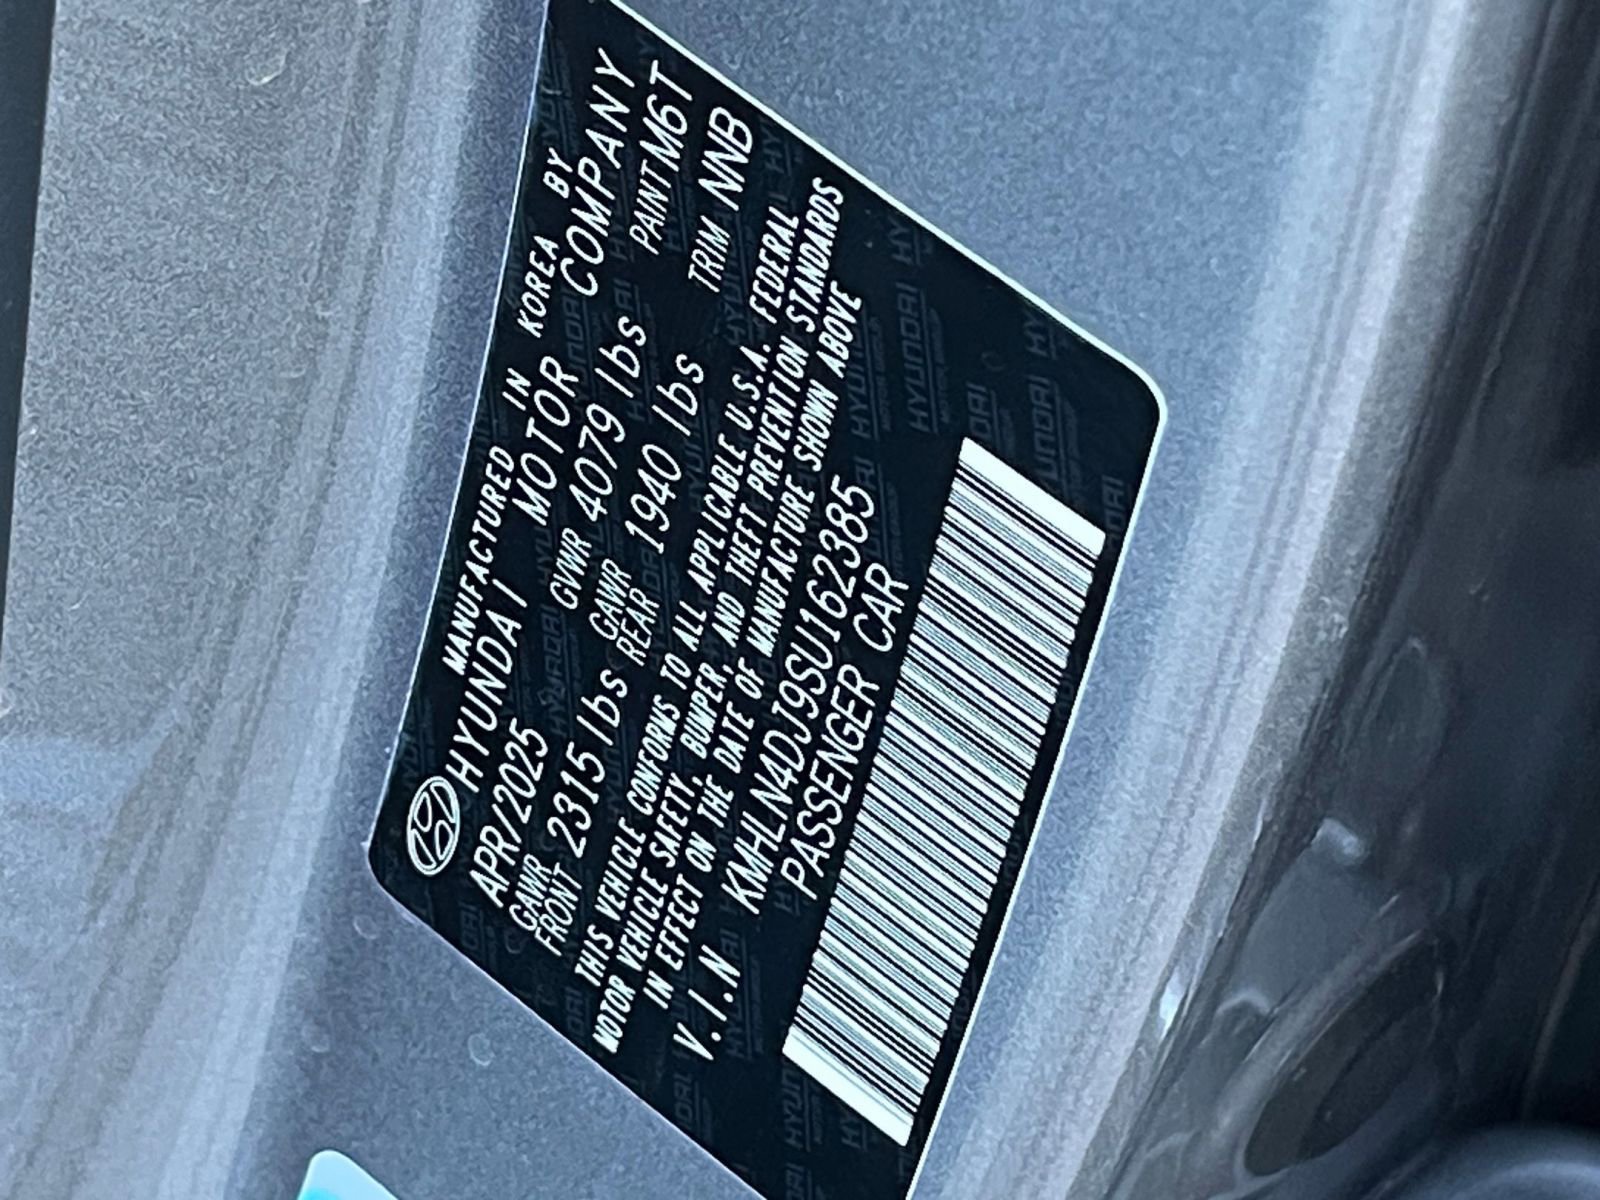 MANUFACTURED IN KOREA BY
HYUNDAI MOTOR COMPANY
APR/2025 GVWR 4079 lbs PAINT M6T
GAWR FRONT 2315 lbs GAWR REAR 1940 lbs TRIM NNB
THIS VEHICLE CONFORMS TO ALL APPLICABLE U.S.A. FEDERAL
MOTOR VEHICLE SAFETY, BUMPER, AND THEFT PREVENTION STANDARDS
IN EFFECT ON THE DATE OF MANUFACTURE SHOWN ABOVE
V.I.N KMHLN4DJ9SU162385
PASSENGER CAR